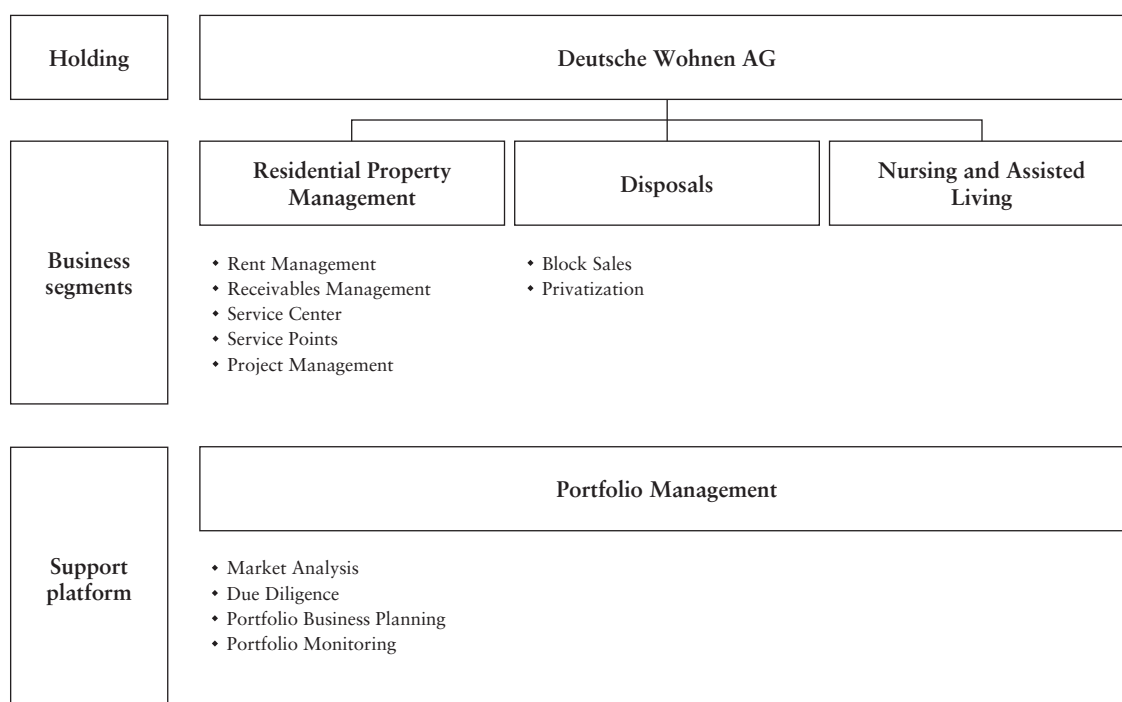 Holding
Deutsche Wohnen AG
Business
segments
Residential Property
Management
Disposals
Nursing and Assisted
Living
• Rent Management
• Receivables Management
• Service Center
• Service Points
• Project Management
• Block Sales
• Privatization
Support
platform
Portfolio Management
• Market Analysis
• Due Diligence
• Portfolio Business Planning
• Portfolio Monitoring